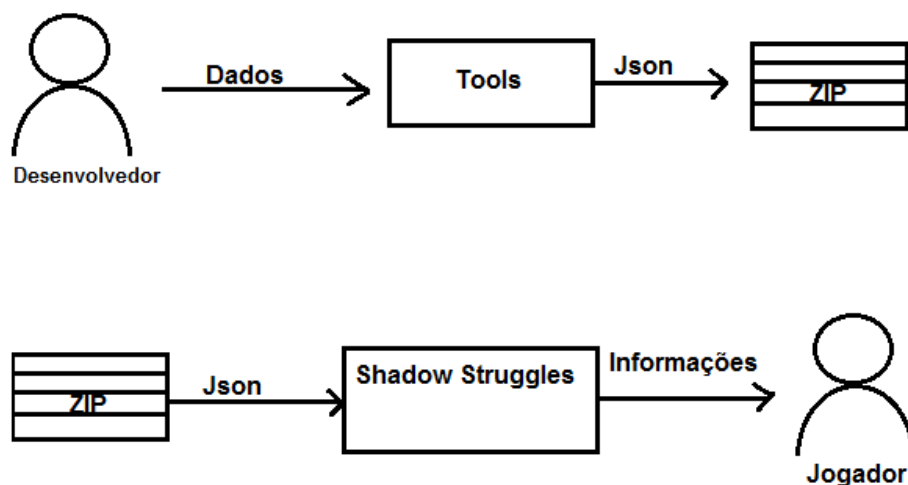 Dados
Tools
Json
ZIP
Desenvolvedor
ZIP
Json
Shadow Struggles
Informações
Jogador